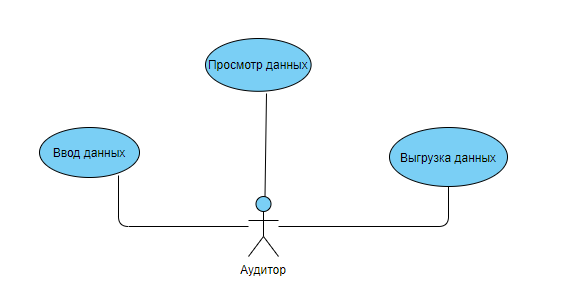 Просмотр данных
Ввод данных
Выгрузка данных
Аудитор